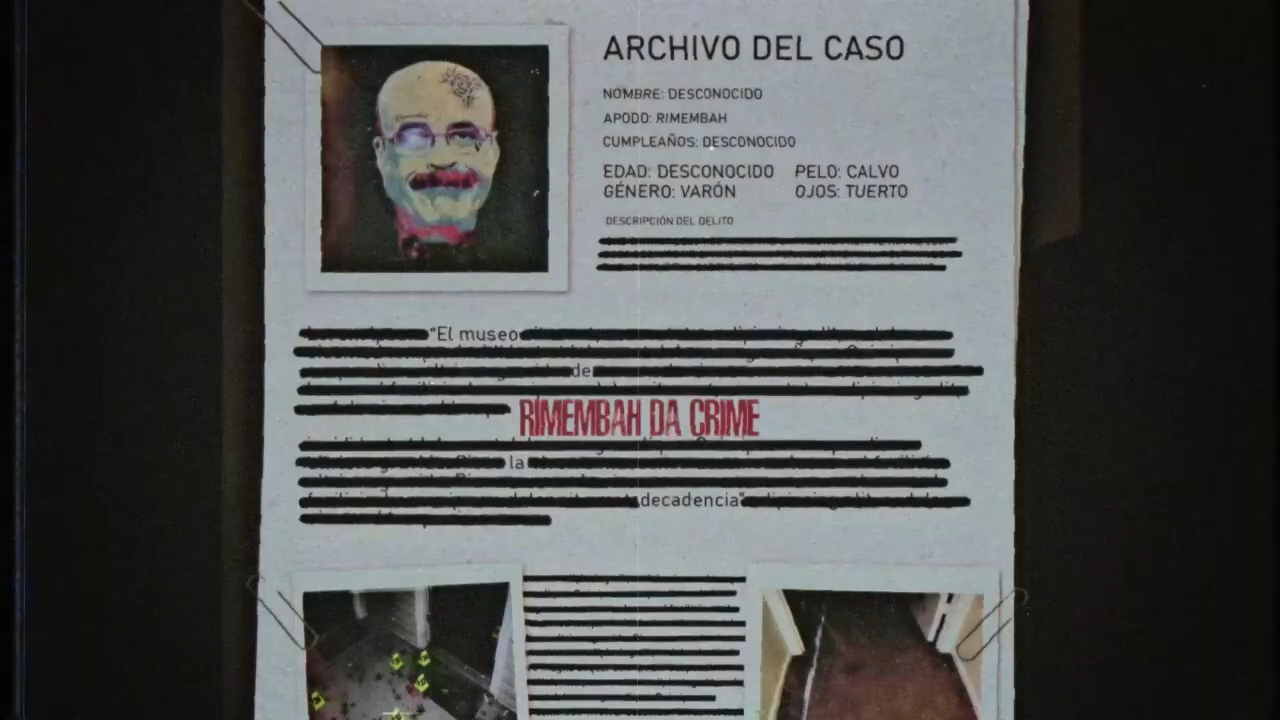 ARCHIVO DEL CASO
NOMBRE: DESCONOCIDO
APODO: RIMEMBAH
CUMPLEAÑOS: DESCONOCIDO
EDAD: DESCONOCIDO PELO: CALVO
GÉNERO: VARÓN OJOS: TUERTO
DESCRIPCIÓN DEL DELITO
"El museo
de
RIMEMBAH DA CRIME
la
decadencia"